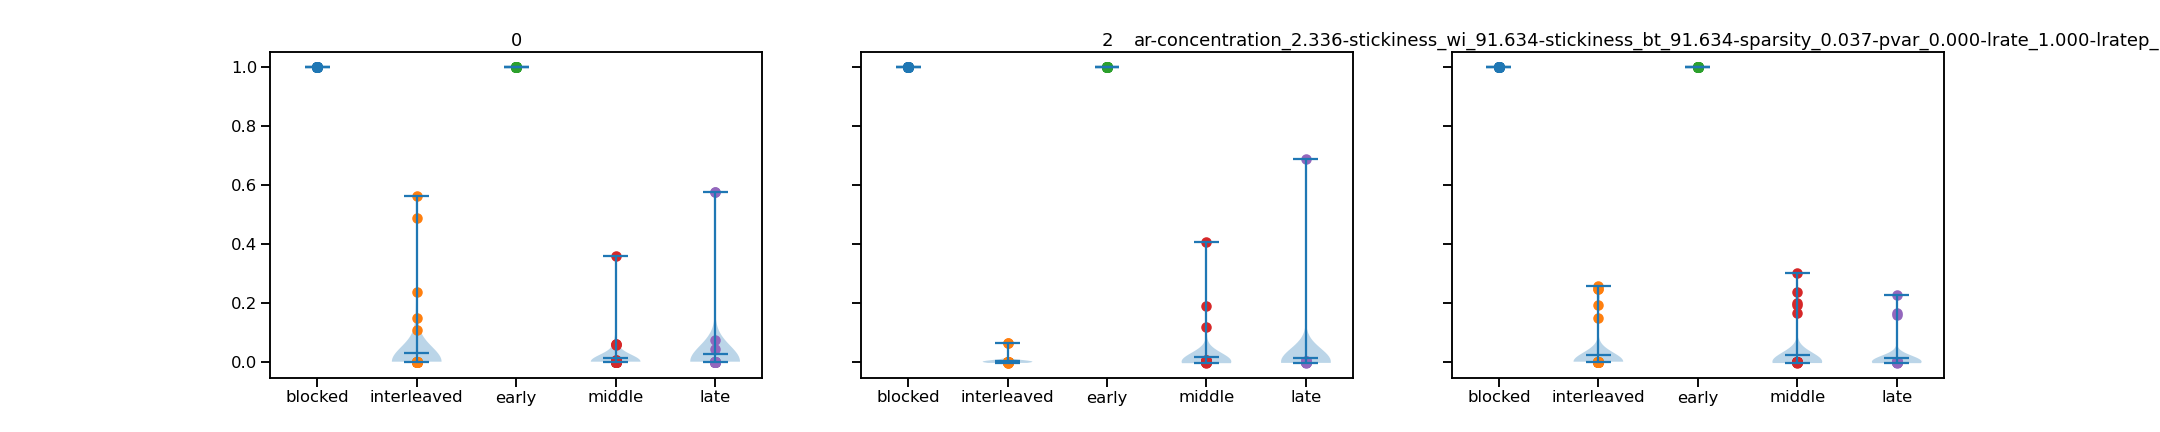 0
2 ar-concentration_2.336-stickiness_wi_91.634-stickiness_bt_91.634-sparsity_0.037-pvar_0.000-lrate_1.000-lratep_
1.0
0.8
0.6
0.4
0.2
0.0
blocked interleaved early middle late
blocked interleaved early middle late
blocked interleaved early middle late